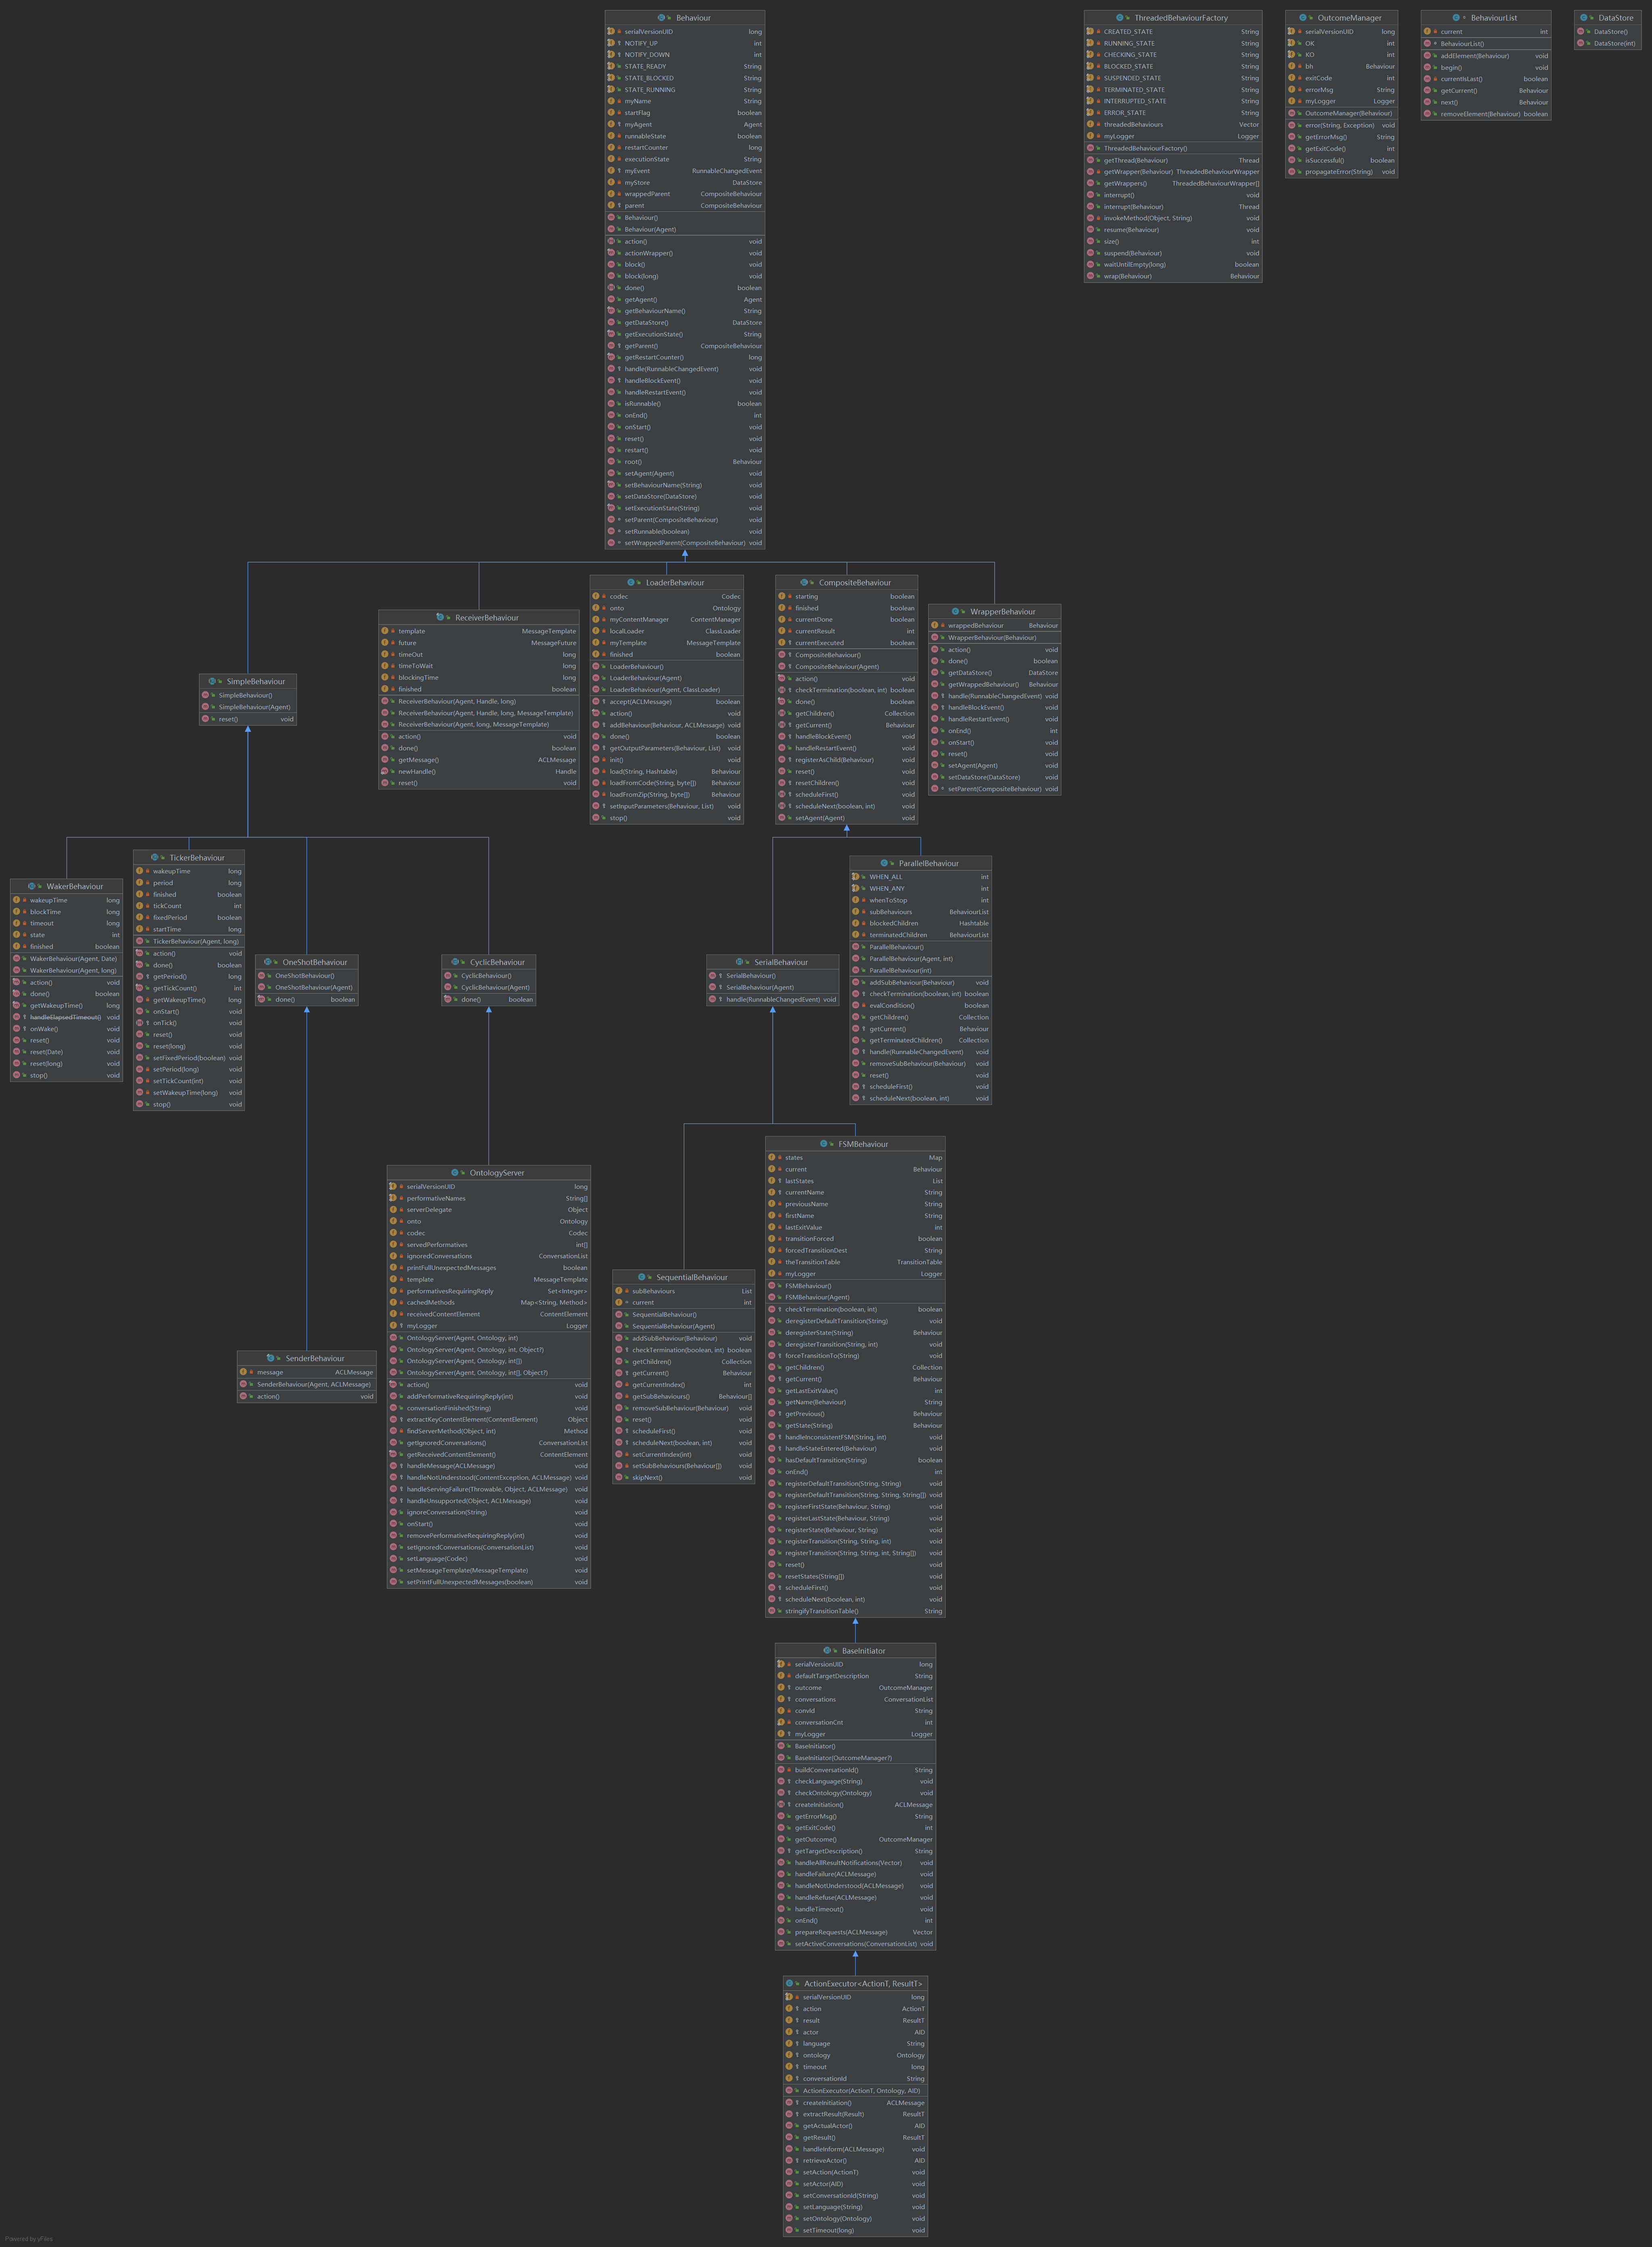 Behaviour
serialVersionUID long
NOTIFY_UP int
NOTIFY_DOWN int
STATE_READY String
STATE_BLOCKED String
STATE_RUNNING String
myName String
startFlag boolean
myAgent Agent
runnableState boolean
restartCounter long
executionState String
myEvent RunnableChangedEvent
myStore DataStore
wrappedParent CompositeBehaviour
parent CompositeBehaviour
Behaviour()
Behaviour(Agent)
action() void
actionWrapper() void
block() void
block(long) void
done() boolean
getAgent() Agent
getBehaviourName() String
getDataStore() DataStore
getExecutionState() String
getParent() CompositeBehaviour
getRestartCounter() long
handle(RunnableChangedEvent) void
handleBlockEvent() void
handleRestartEvent() void
isRunnable() boolean
onEnd() int
onStart() void
reset() void
restart() void
root() Behaviour
setAgent(Agent) void
setBehaviourName(String) void
setDataStore(DataStore) void
setExecutionState(String) void
setParent(CompositeBehaviour) void
setRunnable(boolean) void
setWrappedParent(CompositeBehaviour) void
ThreadedBehaviourFactory
CREATED_STATE String
RUNNING_STATE String
CHECKING_STATE String
BLOCKED_STATE String
SUSPENDED_STATE String
TERMINATED_STATE String
INTERRUPTED_STATE String
ERROR_STATE String
threadedBehaviours Vector
myLogger Logger
ThreadedBehaviourFactory()
getThread(Behaviour) Thread
getWrapper(Behaviour) ThreadedBehaviourWrapper
getWrappers() ThreadedBehaviourWrapper[]
interrupt() void
interrupt(Behaviour) Thread
invokeMethod(Object, String) void
resume(Behaviour) void
size() int
suspend(Behaviour) void
waitUntilEmpty(long) boolean
wrap(Behaviour) Behaviour
OutcomeManager
serialVersionUID long
OK int
KO int
bh Behaviour
exitCode int
errorMsg String
myLogger Logger
OutcomeManager(Behaviour)
error(String, Exception) void
getErrorMsg() String
getExitCode() int
isSuccessful() boolean
propagateError(String) void
BehaviourList
current int
BehaviourList()
addElement(Behaviour) void
begin() void
currentIsLast() boolean
getCurrent() Behaviour
next() Behaviour
removeElement(Behaviour) boolean
DataStore
DataStore()
DataStore(int)
SimpleBehaviour
SimpleBehaviour()
SimpleBehaviour(Agent)
reset() void
ReceiverBehaviour
template MessageTemplate
future MessageFuture
timeOut long
timeToWait long
blockingTime long
finished boolean
ReceiverBehaviour(Agent, Handle, long)
ReceiverBehaviour(Agent, Handle, long, MessageTemplate)
ReceiverBehaviour(Agent, long, MessageTemplate)
action() void
done() boolean
getMessage() ACLMessage
newHandle() Handle
reset() void
LoaderBehaviour
codec Codec
onto Ontology
myContentManager ContentManager
localLoader ClassLoader
myTemplate MessageTemplate
finished boolean
LoaderBehaviour()
LoaderBehaviour(Agent)
LoaderBehaviour(Agent, ClassLoader)
accept(ACLMessage) boolean
action() void
addBehaviour(Behaviour, ACLMessage) void
done() boolean
getOutputParameters(Behaviour, List) void
init() void
load(String, Hashtable) Behaviour
loadFromCode(String, byte[]) Behaviour
loadFromZip(String, byte[]) Behaviour
setInputParameters(Behaviour, List) void
stop() void
CompositeBehaviour
starting boolean
finished boolean
currentDone boolean
currentResult int
currentExecuted boolean
CompositeBehaviour()
CompositeBehaviour(Agent)
action() void
checkTermination(boolean, int) boolean
done() boolean
getChildren() Collection
getCurrent() Behaviour
handleBlockEvent() void
handleRestartEvent() void
registerAsChild(Behaviour) void
reset() void
resetChildren() void
scheduleFirst() void
scheduleNext(boolean, int) void
setAgent(Agent) void
WrapperBehaviour
wrappedBehaviour Behaviour
WrapperBehaviour(Behaviour)
action() void
done() boolean
getDataStore() DataStore
getWrappedBehaviour() Behaviour
handle(RunnableChangedEvent) void
handleBlockEvent() void
handleRestartEvent() void
onEnd() int
onStart() void
reset() void
setAgent(Agent) void
setDataStore(DataStore) void
setParent(CompositeBehaviour) void
WakerBehaviour
wakeupTime long
blockTime long
timeout long
state int
finished boolean
WakerBehaviour(Agent, Date)
WakerBehaviour(Agent, long)
action() void
done() boolean
getWakeupTime() long
handleElapsedTimeout() void
onWake() void
reset() void
reset(Date) void
reset(long) void
stop() void
TickerBehaviour
wakeupTime long
period long
finished boolean
tickCount int
fixedPeriod boolean
startTime long
TickerBehaviour(Agent, long)
action() void
done() boolean
getPeriod() long
getTickCount() int
getWakeupTime() long
onStart() void
onTick() void
reset() void
reset(long) void
setFixedPeriod(boolean) void
setPeriod(long) void
setTickCount(int) void
setWakeupTime(long) void
stop() void
OneShotBehaviour
OneShotBehaviour()
OneShotBehaviour(Agent)
done() boolean
CyclicBehaviour
CyclicBehaviour()
CyclicBehaviour(Agent)
done() boolean
SerialBehaviour
SerialBehaviour()
SerialBehaviour(Agent)
handle(RunnableChangedEvent) void
ParallelBehaviour
WHEN_ALL int
WHEN_ANY int
whenToStop int
subBehaviours BehaviourList
blockedChildren Hashtable
terminatedChildren BehaviourList
ParallelBehaviour()
ParallelBehaviour(Agent, int)
ParallelBehaviour(int)
addSubBehaviour(Behaviour) void
checkTermination(boolean, int) boolean
evalCondition() boolean
getChildren() Collection
getCurrent() Behaviour
getTerminatedChildren() Collection
handle(RunnableChangedEvent) void
removeSubBehaviour(Behaviour) void
reset() void
scheduleFirst() void
scheduleNext(boolean, int) void
OntologyServer
serialVersionUID long
performativeNames String[]
serverDelegate Object
onto Ontology
codec Codec
servedPerformatives int[]
ignoredConversations ConversationList
printFullUnexpectedMessages boolean
template MessageTemplate
performativesRequiringReply Set<Integer>
cachedMethods Map<String, Method>
receivedContentElement ContentElement
myLogger Logger
OntologyServer(Agent, Ontology, int)
OntologyServer(Agent, Ontology, int, Object?)
OntologyServer(Agent, Ontology, int[])
OntologyServer(Agent, Ontology, int[], Object?)
action() void
addPerformativeRequiringReply(int) void
conversationFinished(String) void
extractKeyContentElement(ContentElement) Object
findServerMethod(Object, int) Method
getIgnoredConversations() ConversationList
getReceivedContentElement() ContentElement
handleMessage(ACLMessage) void
handleNotUnderstood(ContentException, ACLMessage) void
handleServingFailure(Throwable, Object, ACLMessage) void
handleUnsupported(Object, ACLMessage) void
ignoreConversation(String) void
onStart() void
removePerformativeRequiringReply(int) void
setIgnoredConversations(ConversationList) void
setLanguage(Codec) void
setMessageTemplate(MessageTemplate) void
setPrintFullUnexpectedMessages(boolean) void
FSMBehaviour
states Map
current Behaviour
lastStates List
currentName String
previousName String
firstName String
lastExitValue int
transitionForced boolean
forcedTransitionDest String
theTransitionTable TransitionTable
myLogger Logger
FSMBehaviour()
FSMBehaviour(Agent)
checkTermination(boolean, int) boolean
deregisterDefaultTransition(String) void
deregisterState(String) Behaviour
deregisterTransition(String, int) void
forceTransitionTo(String) void
getChildren() Collection
getCurrent() Behaviour
getLastExitValue() int
getName(Behaviour) String
getPrevious() Behaviour
getState(String) Behaviour
handleInconsistentFSM(String, int) void
handleStateEntered(Behaviour) void
hasDefaultTransition(String) boolean
onEnd() int
registerDefaultTransition(String, String) void
registerDefaultTransition(String, String, String[]) void
registerFirstState(Behaviour, String) void
registerLastState(Behaviour, String) void
registerState(Behaviour, String) void
registerTransition(String, String, int) void
registerTransition(String, String, int, String[]) void
reset() void
resetStates(String[]) void
scheduleFirst() void
scheduleNext(boolean, int) void
stringifyTransitionTable() String
SequentialBehaviour
subBehaviours List
current int
SequentialBehaviour()
SequentialBehaviour(Agent)
addSubBehaviour(Behaviour) void
checkTermination(boolean, int) boolean
getChildren() Collection
getCurrent() Behaviour
getCurrentIndex() int
getSubBehaviours() Behaviour[]
removeSubBehaviour(Behaviour) void
reset() void
scheduleFirst() void
scheduleNext(boolean, int) void
setCurrentIndex(int) void
setSubBehaviours(Behaviour[]) void
skipNext() void
SenderBehaviour
message ACLMessage
SenderBehaviour(Agent, ACLMessage)
action() void
BaseInitiator
serialVersionUID long
defaultTargetDescription String
outcome OutcomeManager
conversations ConversationList
convId String
conversationCnt int
myLogger Logger
BaseInitiator()
BaseInitiator(OutcomeManager?)
buildConversationId() String
checkLanguage(String) void
checkOntology(Ontology) void
createInitiation() ACLMessage
getErrorMsg() String
getExitCode() int
getOutcome() OutcomeManager
getTargetDescription() String
handleAllResultNotifications(Vector) void
handleFailure(ACLMessage) void
handleNotUnderstood(ACLMessage) void
handleRefuse(ACLMessage) void
handleTimeout() void
onEnd() int
prepareRequests(ACLMessage) Vector
setActiveConversations(ConversationList) void
ActionExecutor<ActionT, ResultT>
serialVersionUID long
action ActionT
result ResultT
actor AID
language String
ontology Ontology
timeout long
conversationId String
ActionExecutor(ActionT, Ontology, AID)
createInitiation() ACLMessage
extractResult(Result) ResultT
getActualActor() AID
getResult() ResultT
handleInform(ACLMessage) void
retrieveActor() AID
setAction(ActionT) void
setActor(AID) void
setConversationId(String) void
setLanguage(String) void
setOntology(Ontology) void
setTimeout(long) void
Powered by yFiles